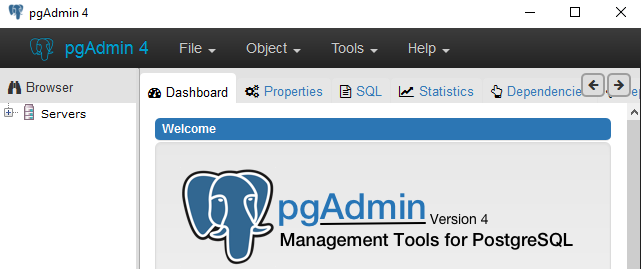 pgAdmin 4
pgAdmin 4 File Object Tools Help
Browser Dashboard Properties SQL Statistics Dependencie
Servers
Welcome
pgAdmin Version 4
Management Tools for PostgreSQL